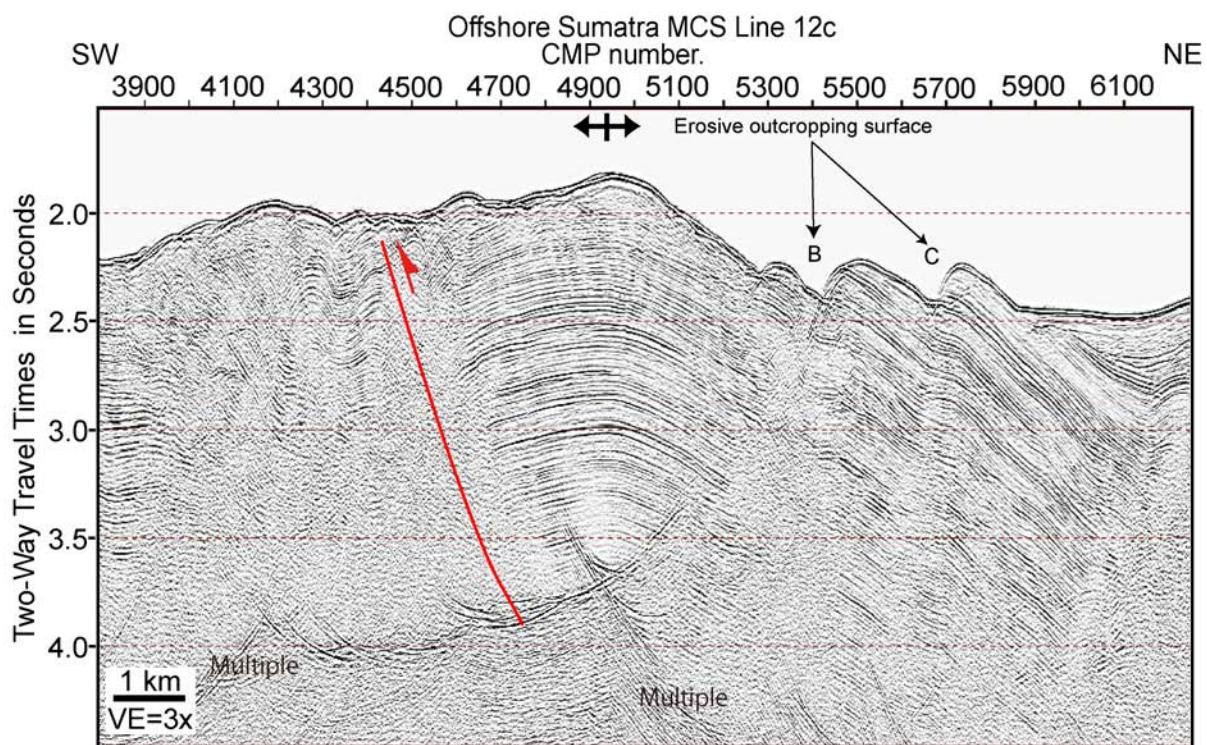 Offshore Sumatra MCS Line 12c
SW CMP number. NE
3900 4100 4300 4500 4700 4900 5100 5300 5500 5700 5900 6100
Erosive outcropping surface
B C
Two-Way Travel Times in Seconds
2.0
2.5
3.0
3.5
4.0
Multiple
Multiple
1 km
VE=3x